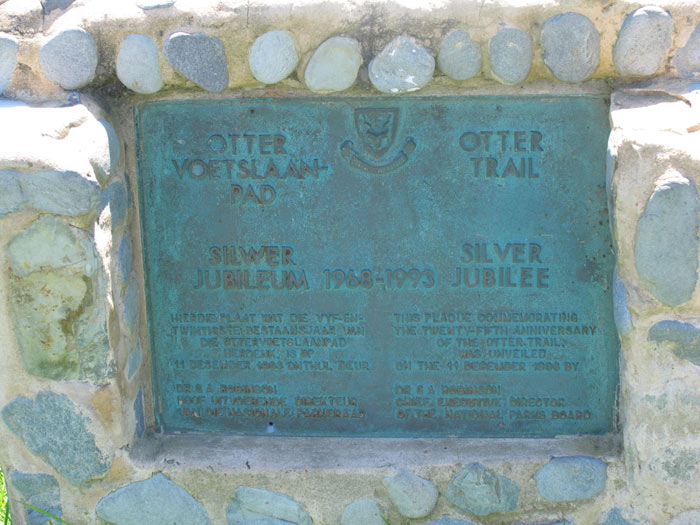 OTTER
VOETSLAAN-
PAD
OTTER
TRAIL
SILWER
JUBILEUM 1968-1993
SILVER
JUBILEE
HIERDIE PLAAT WAT DIE VYF-EN-
TWINTIGSTE BESTAANSJAAR VAN
DIE OTTERVOETSLAANPAD
HERDENK, IS OP
11 DESEMBER 1993 ONTHUL DEUR
DR G A ROBINSON
HOOF UITVOERENDE DIREKTEUR
VAN DIE NASIONALE PARKERAAD
THIS PLAQUE COMMEMORATING
THE TWENTY-FIFTH ANNIVERSARY
OF THE OTTER TRAIL,
WAS UNVEILED
ON THE 11 DECEMBER 1993 BY
DR G A ROBINSON
CHIEF EXECUTIVE DIRECTOR
OF THE NATIONAL PARKS BOARD